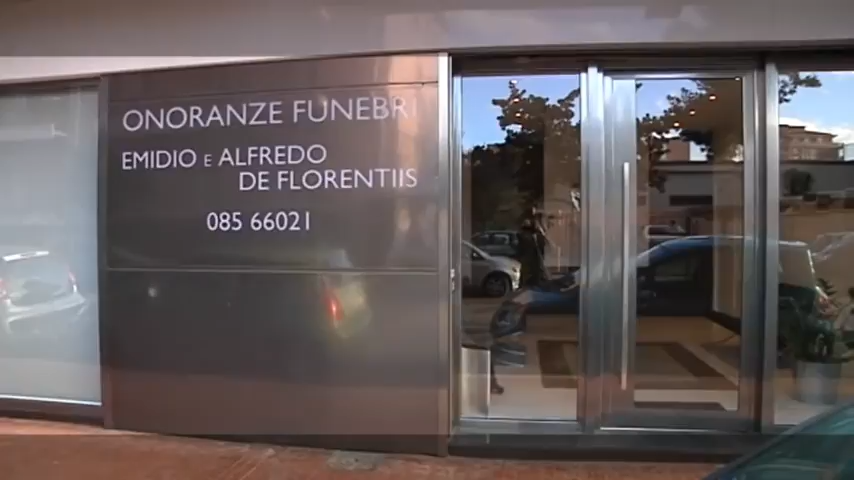 ONORANZE FUNEBRI
EMIDIO E ALFREDO
DE FLORENTIIS
085 66021